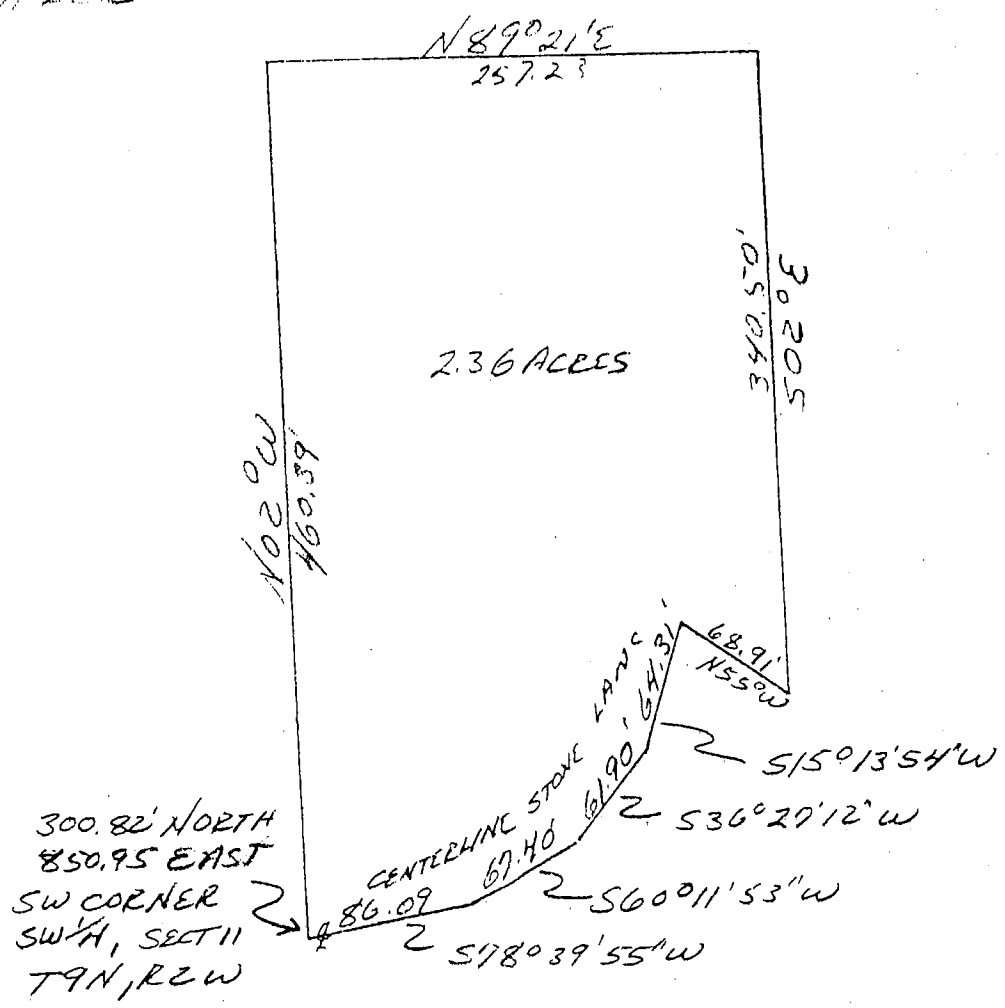 N89°21'E
257.23
S02°E
340.50'
2.36 ACRES
N02°W
460.39'
68.91'
N55°W
64.31'
S15°13'54"W
61.90'
S36°27'12"W
CENTERLINE STONE LANE
67.40'
S60°11'53"W
86.09
S78°39'55"W
300.82' NORTH
850.95 EAST
SW CORNER
SW1/4, SECT 11
T9N, R2W